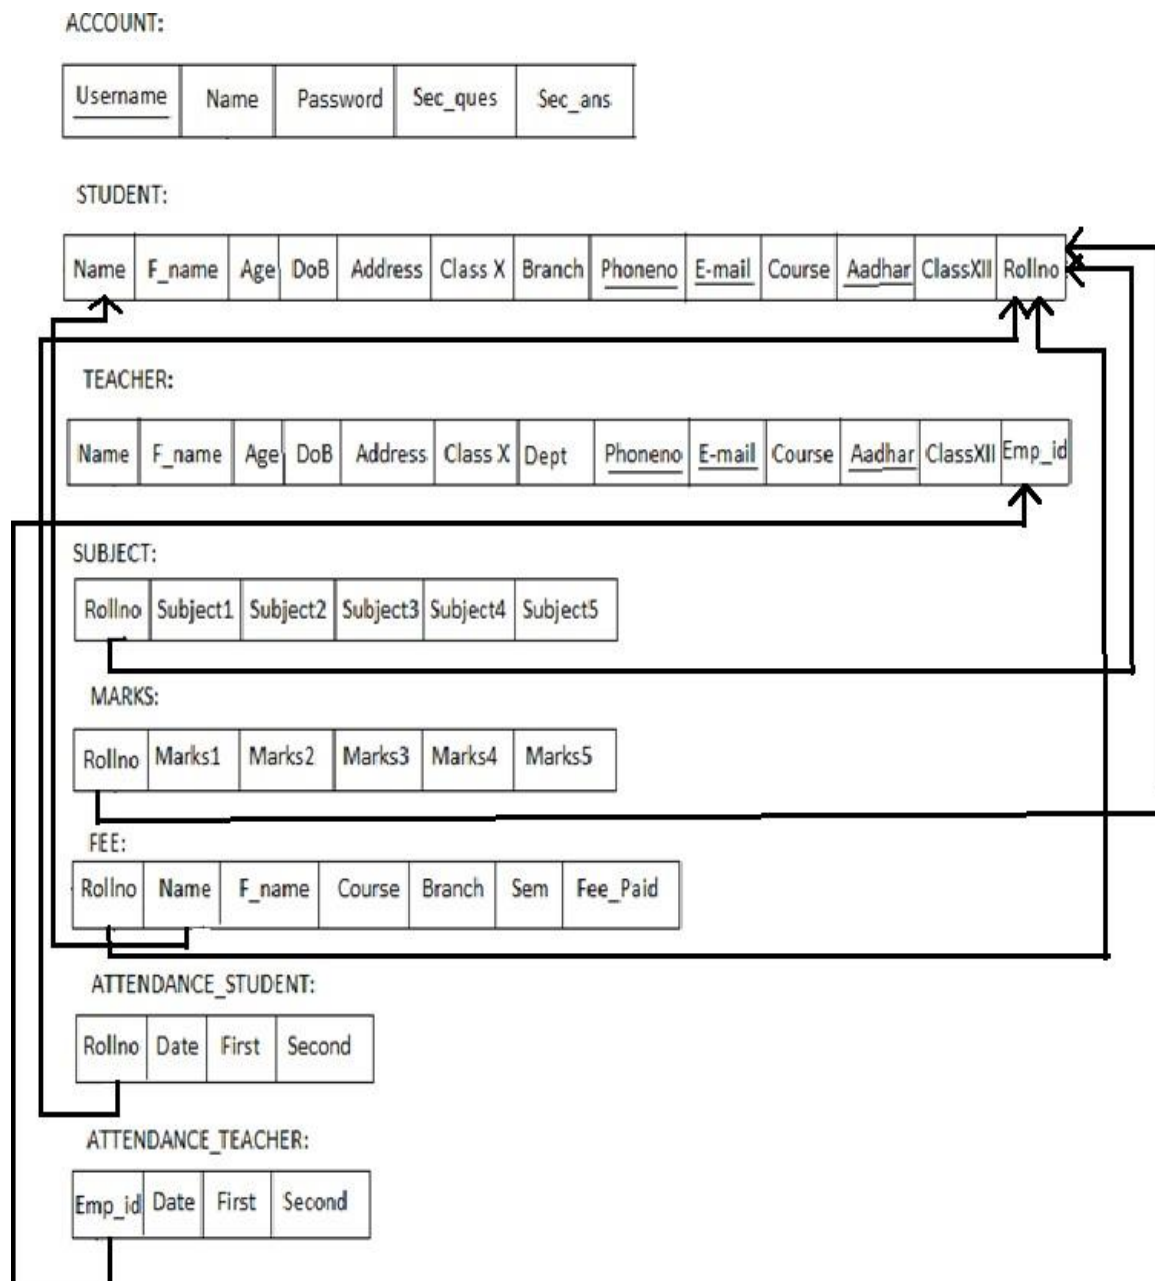 ACCOUNT:
Username Name Password Sec_ques Sec_ans
STUDENT:
Name F_name Age DoB Address Class X Branch Phoneno E-mail Course Aadhar ClassXII Rollno
TEACHER:
Name F_name Age DoB Address Class X Dept Phoneno E-mail Course Aadhar ClassXII Emp_id
SUBJECT:
Rollno Subject1 Subject2 Subject3 Subject4 Subject5
MARKS:
Rollno Marks1 Marks2 Marks3 Marks4 Marks5
FEE:
Rollno Name F_name Course Branch Sem Fee_Paid
ATTENDANCE_STUDENT:
Rollno Date First Second
ATTENDANCE_TEACHER:
Emp_id Date First Second